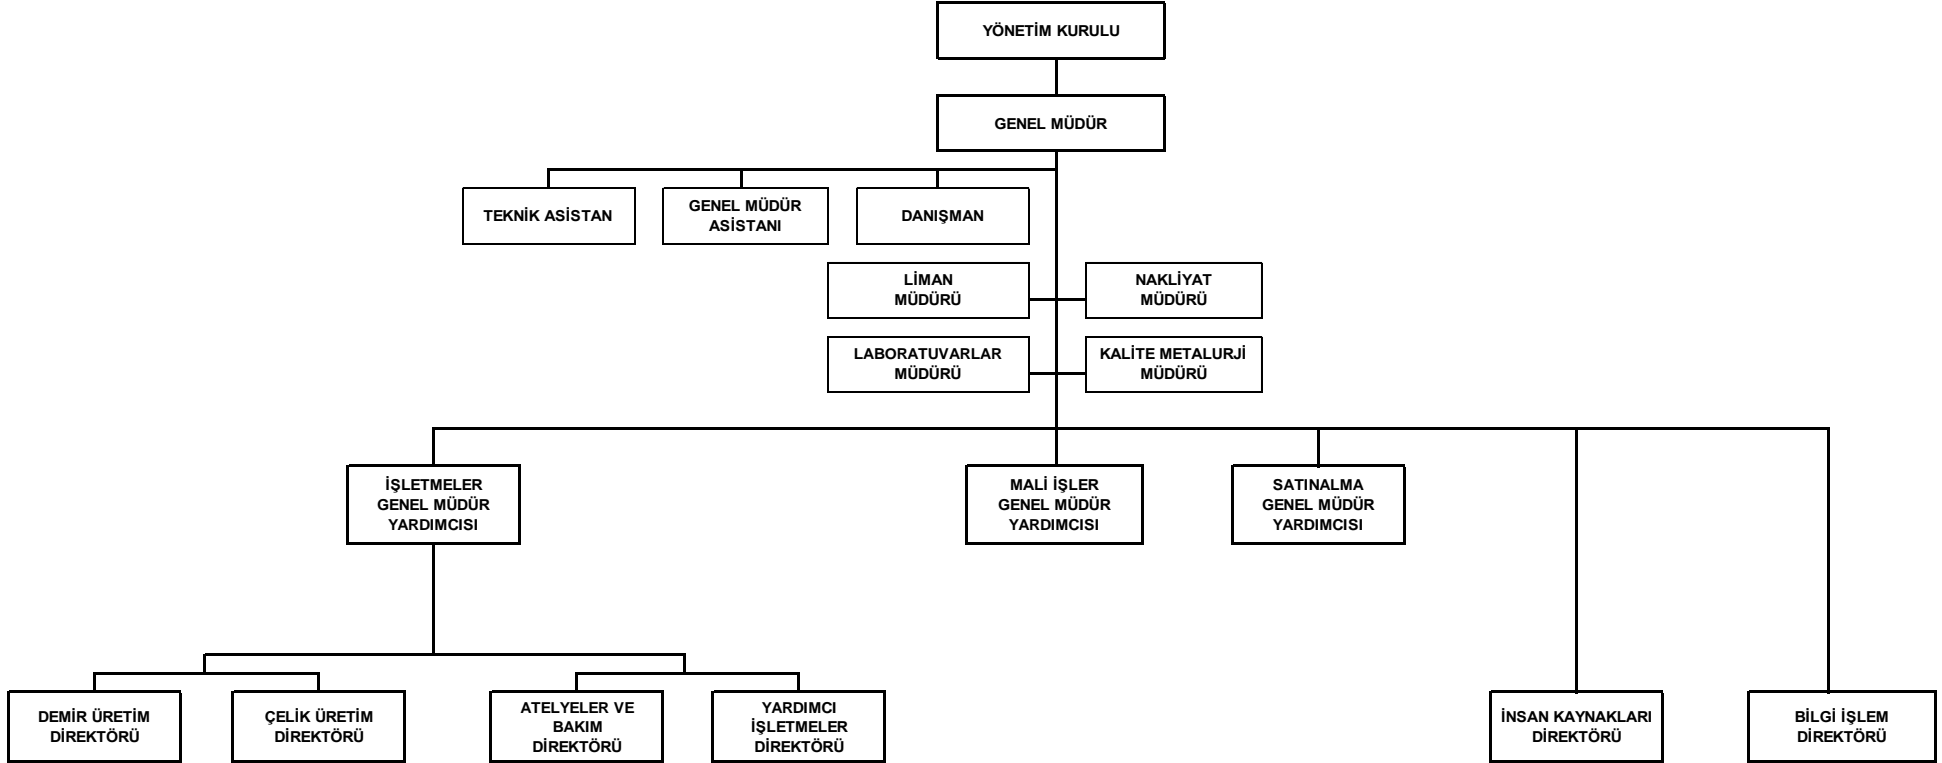 YÖNETİM KURULU
GENEL MÜDÜR
TEKNİK ASİSTAN
GENEL MÜDÜR
ASİSTANI
DANIŞMAN
LİMAN
MÜDÜRÜ
NAKLİYAT
MÜDÜRÜ
LABORATUVARLAR
MÜDÜRÜ
KALİTE METALURJİ
MÜDÜRÜ
İŞLETMELER
GENEL MÜDÜR
YARDIMCISI
MALİ İŞLER
GENEL MÜDÜR
YARDIMCISI
SATINALMA
GENEL MÜDÜR
YARDIMCISI
DEMİR ÜRETİM
DİREKTÖRÜ
ÇELİK ÜRETİM
DİREKTÖRÜ
ATELYELER VE
BAKIM
DİREKTÖRÜ
YARDIMCI
İŞLETMELER
DİREKTÖRÜ
İNSAN KAYNAKLARI
DİREKTÖRÜ
BİLGİ İŞLEM
DİREKTÖRÜ